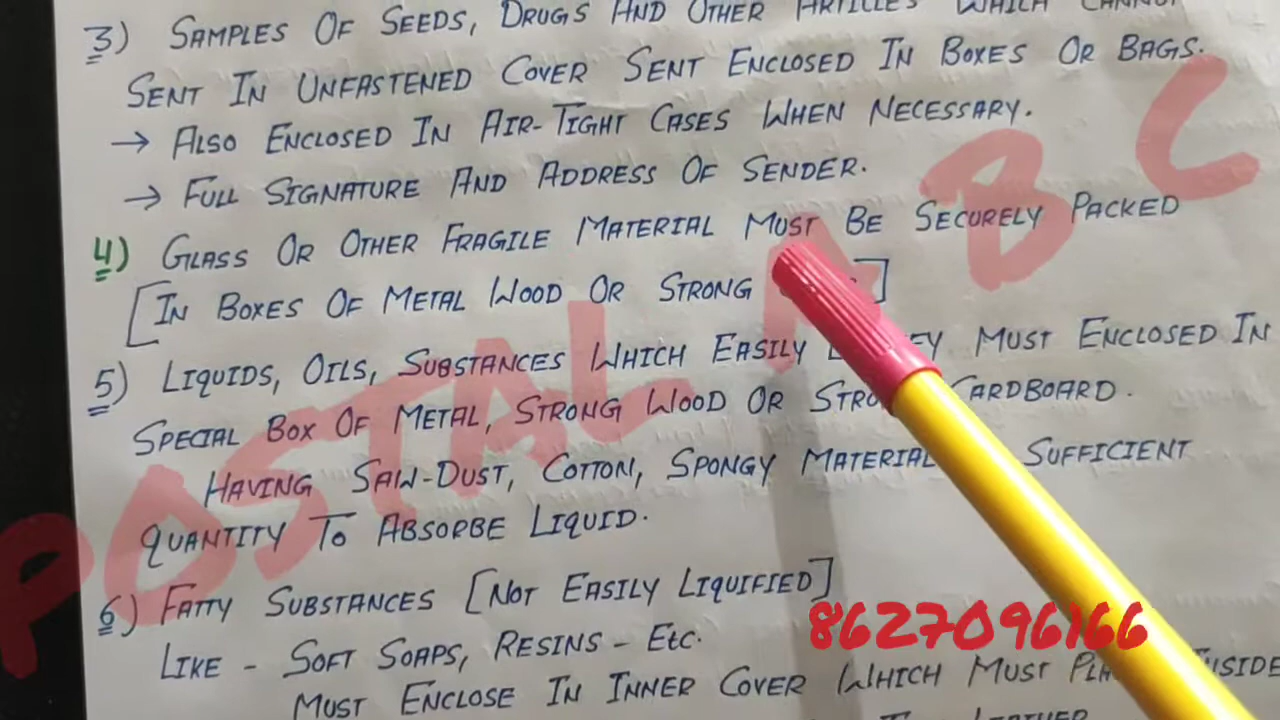 3) SAMPLES OF SEEDS, DRUGS AND OTHER ARTICLES WHICH CANNOT
SENT IN UNFASTENED COVER SENT ENCLOSED IN BOXES OR BAGS.
→ ALSO ENCLOSED IN AIR-TIGHT CASES WHEN NECESSARY.
→ FULL SIGNATURE AND ADDRESS OF SENDER.
4) GLASS OR OTHER FRAGILE MATERIAL MUST BE SECURELY PACKED
[IN BOXES OF METAL WOOD OR STRONG ]
5) LIQUIDS, OILS, SUBSTANCES WHICH EASILY MUST ENCLOSED IN
SPECIAL BOX OF METAL, STRONG WOOD OR CARDBOARD.
HAVING SAW-DUST, COTTON, SPONGY MATERIAL SUFFICIENT
QUANTITY TO ABSORBE LIQUID.
6) FATTY SUBSTANCES [NOT EASILY LIQUIFIED]
LIKE - SOFT SOAPS, RESINS - ETC.
MUST ENCLOSE IN INNER COVER WHICH MUST
LEATHER
POSTAL ABC
8627096166